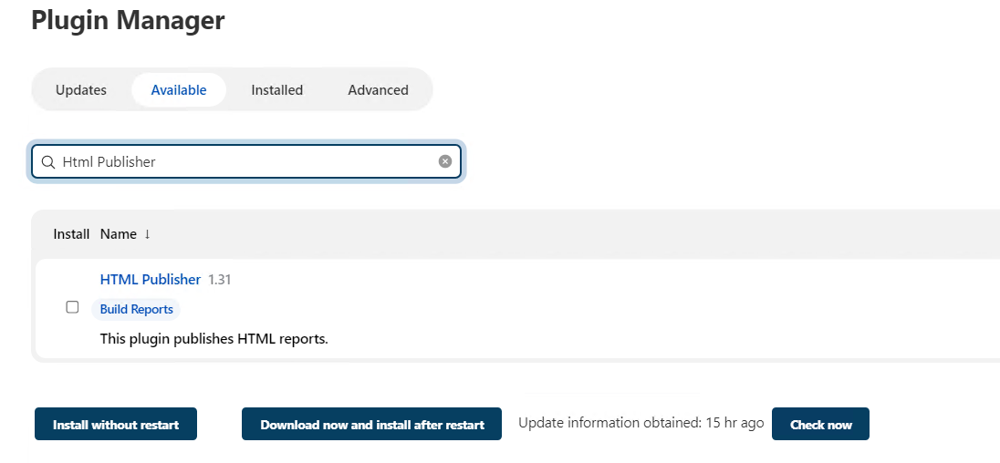 Plugin Manager
Updates Available Installed Advanced
Html Publisher
Install Name ↓
HTML Publisher 1.31
Build Reports
This plugin publishes HTML reports.
Install without restart Download now and install after restart Update information obtained: 15 hr ago Check now